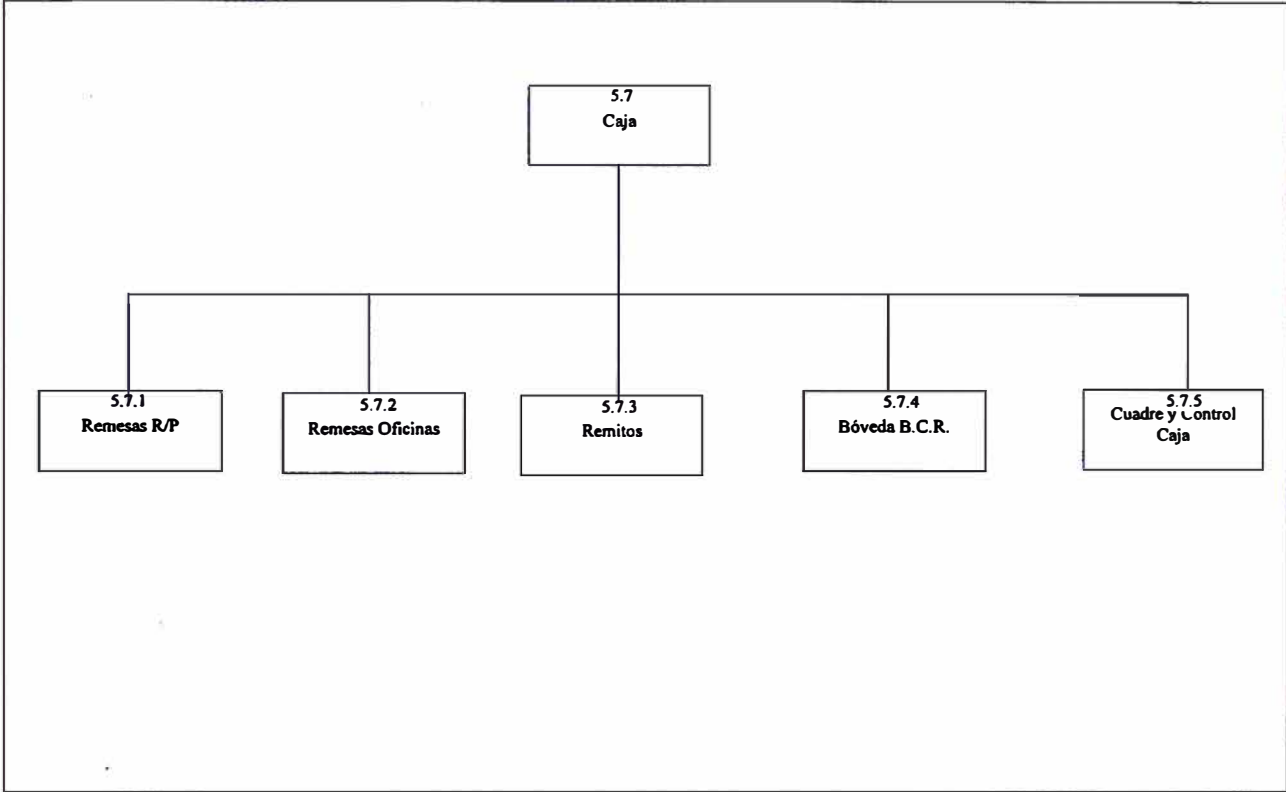 5.7
Caja
5.7.1
Remesas R/P
5.7.2
Remesas Oficinas
5.7.3
Remitos
5.7.4
Bóveda B.C.R.
5.7.5
Cuadre y Control
Caja